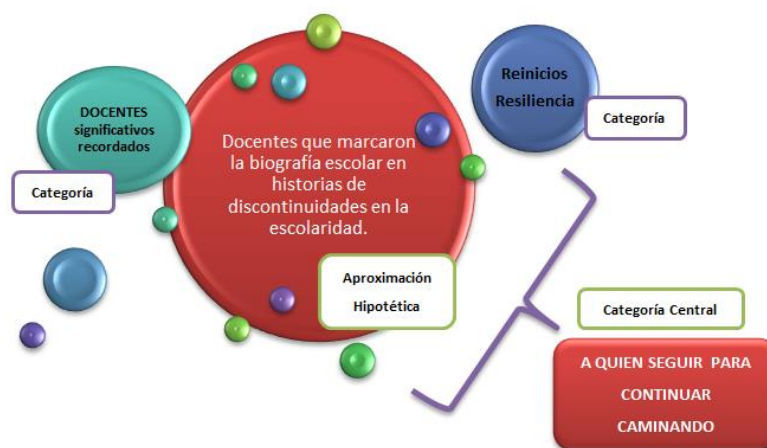 DOCENTES
significativos
recordados
Categoría
Docentes que marcaron
la biografía escolar en
historias de
discontinuidades en la
escolaridad.
Aproximación
Hipotética
Reinicios
Resiliencia
Categoría
Categoría Central
A QUIEN SEGUIR PARA
CONTINUAR
CAMINANDO